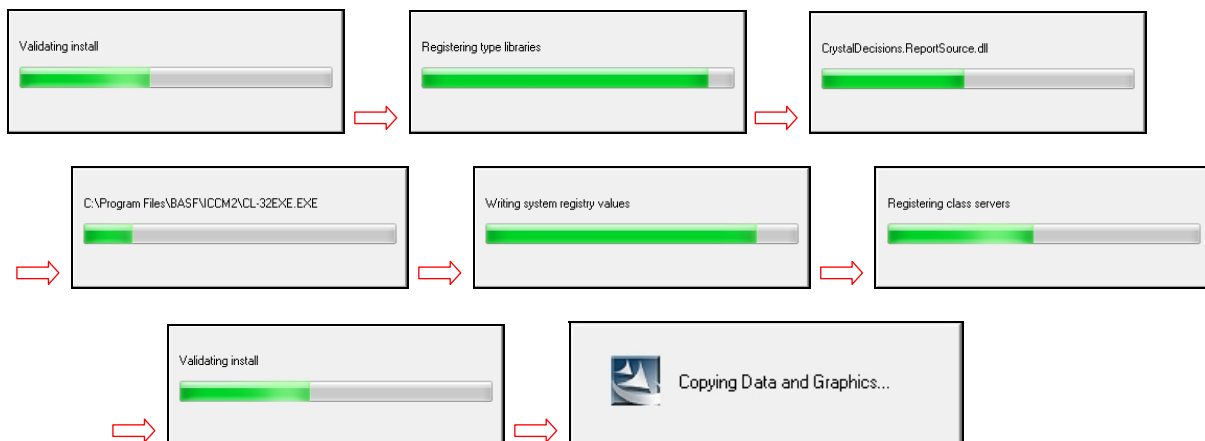 Validating install
Registering type libraries
CrystalDecisions.ReportSource.dll
C:\Program Files\BASF\ICCM2\CL-32EXE.EXE
Writing system registry values
Registering class servers
Validating install
Copying Data and Graphics...